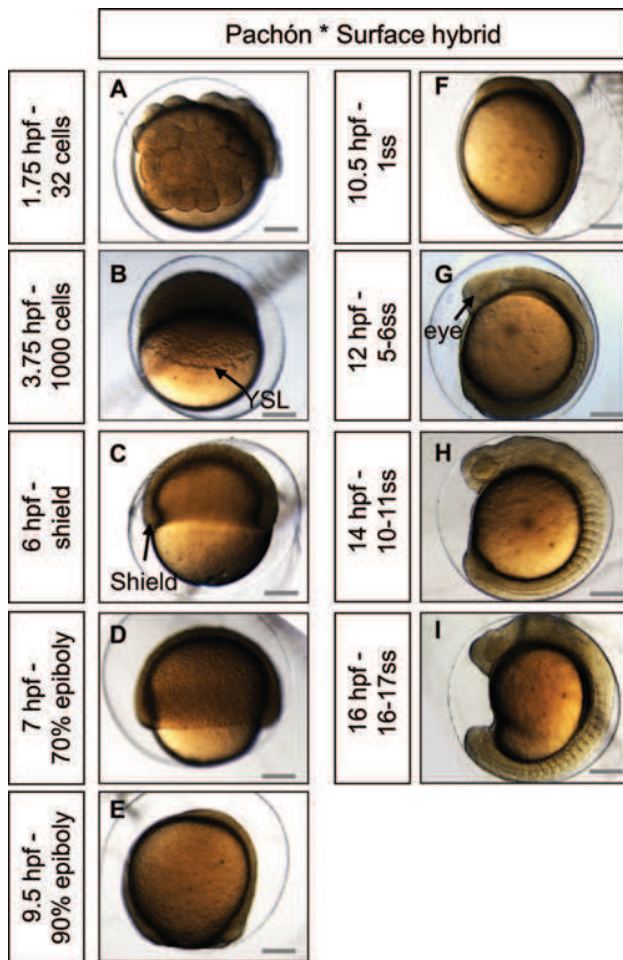 Pachón * Surface hybrid
1.75 hpf -
32 cells
A
3.75 hpf -
1000 cells
B
YSL
6 hpf -
shield
C
Shield
7 hpf -
70% epiboly
D
9.5 hpf -
90% epiboly
E
10.5 hpf -
1ss
F
12 hpf -
5-6ss
G
eye
14 hpf -
10-11ss
H
16 hpf -
16-17ss
I